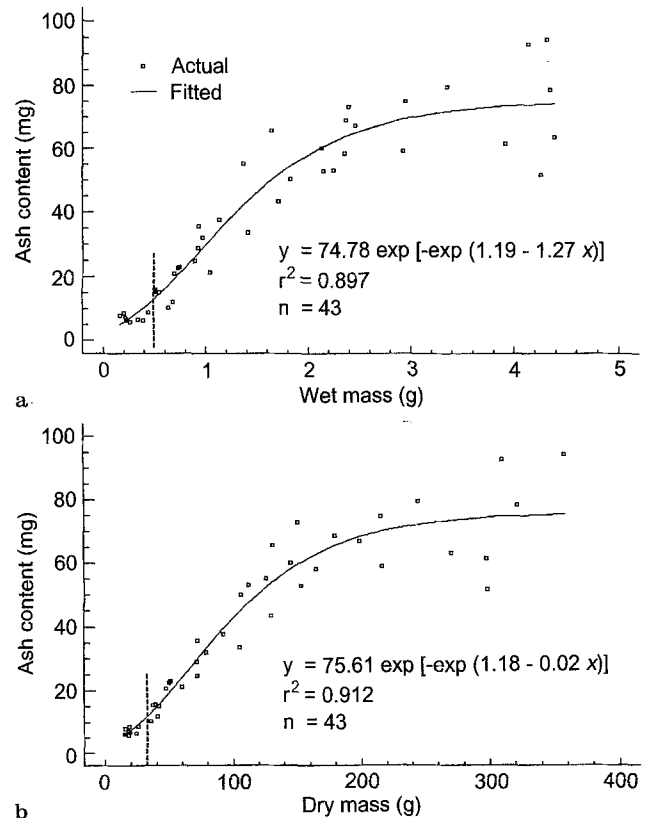 100
80
60
40
20
0
Ash content (mg)
Actual
Fitted
y = 74.78 exp [-exp (1.19 - 1.27 x)]
r² = 0.897
n = 43
0 1 2 3 4 5
Wet mass (g)
a
100
80
60
40
20
0
Ash content (mg)
y = 75.61 exp [-exp (1.18 - 0.02 x)]
r² = 0.912
n = 43
0 100 200 300 400
Dry mass (g)
b